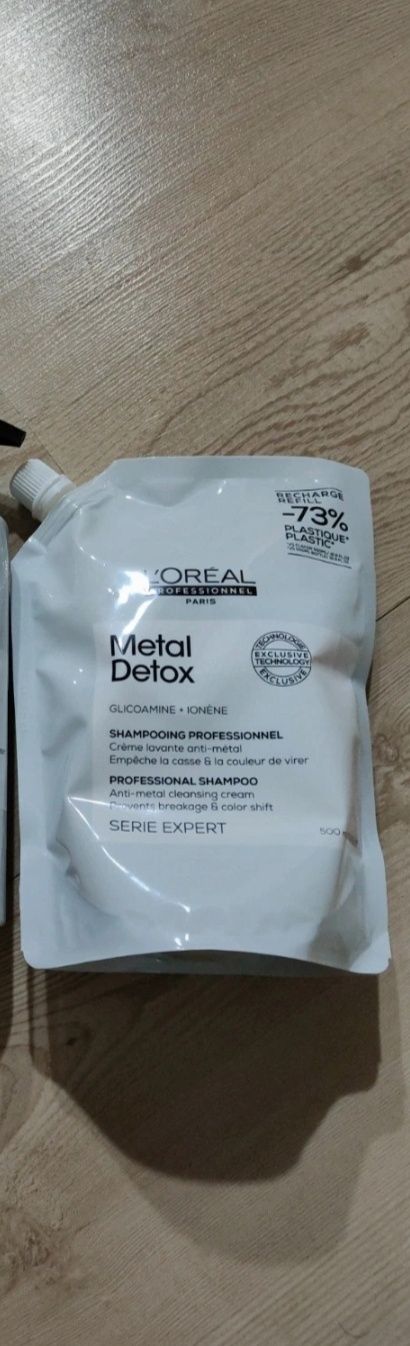 RECHARGE
REFILL
-73%
PLASTIQUE*
PLASTIC*
L'ORÉAL
PROFESSIONNEL
PARIS
Metal
Detox
TECHNOLOGIE
EXCLUSIVE
TECHNOLOGY
EXCLUSIVE
GLICOAMINE + IONÈNE
SHAMPOOING PROFESSIONNEL
Crème lavante anti-métal
Empêche la casse & la couleur de virer
PROFESSIONAL SHAMPOO
Anti-metal cleansing cream
Prevents breakage & color shift
SERIE EXPERT
500